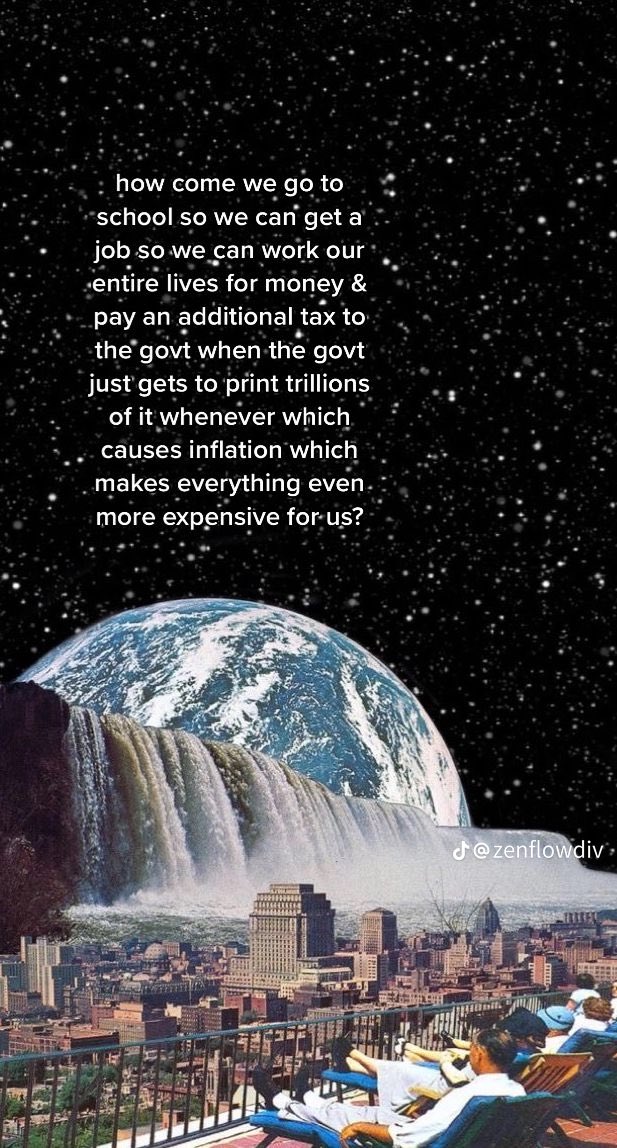 how come we go to
school so we can get a
job so we can work our
entire lives for money &
pay an additional tax to
the govt when the govt
just gets to print trillions
of it whenever which
causes inflation which
makes everything even
more expensive for us?
@zenflowdiv